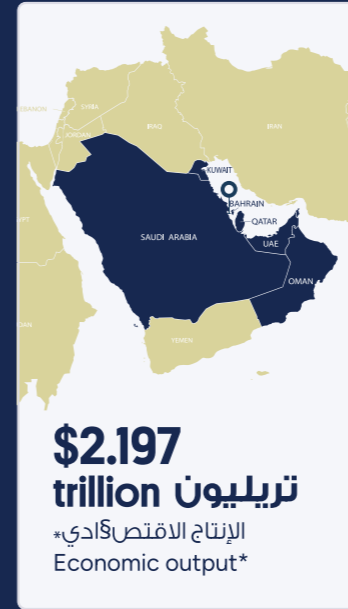 LEBANON
SYRIA
IRAQ
IRAN
JORDAN
KUWAIT
BAHRAIN
QATAR
SAUDI ARABIA
UAE
OMAN
YEMEN
$2.197
trillion تريليون
الإنتاج الاقتص§ادي*
Economic output*